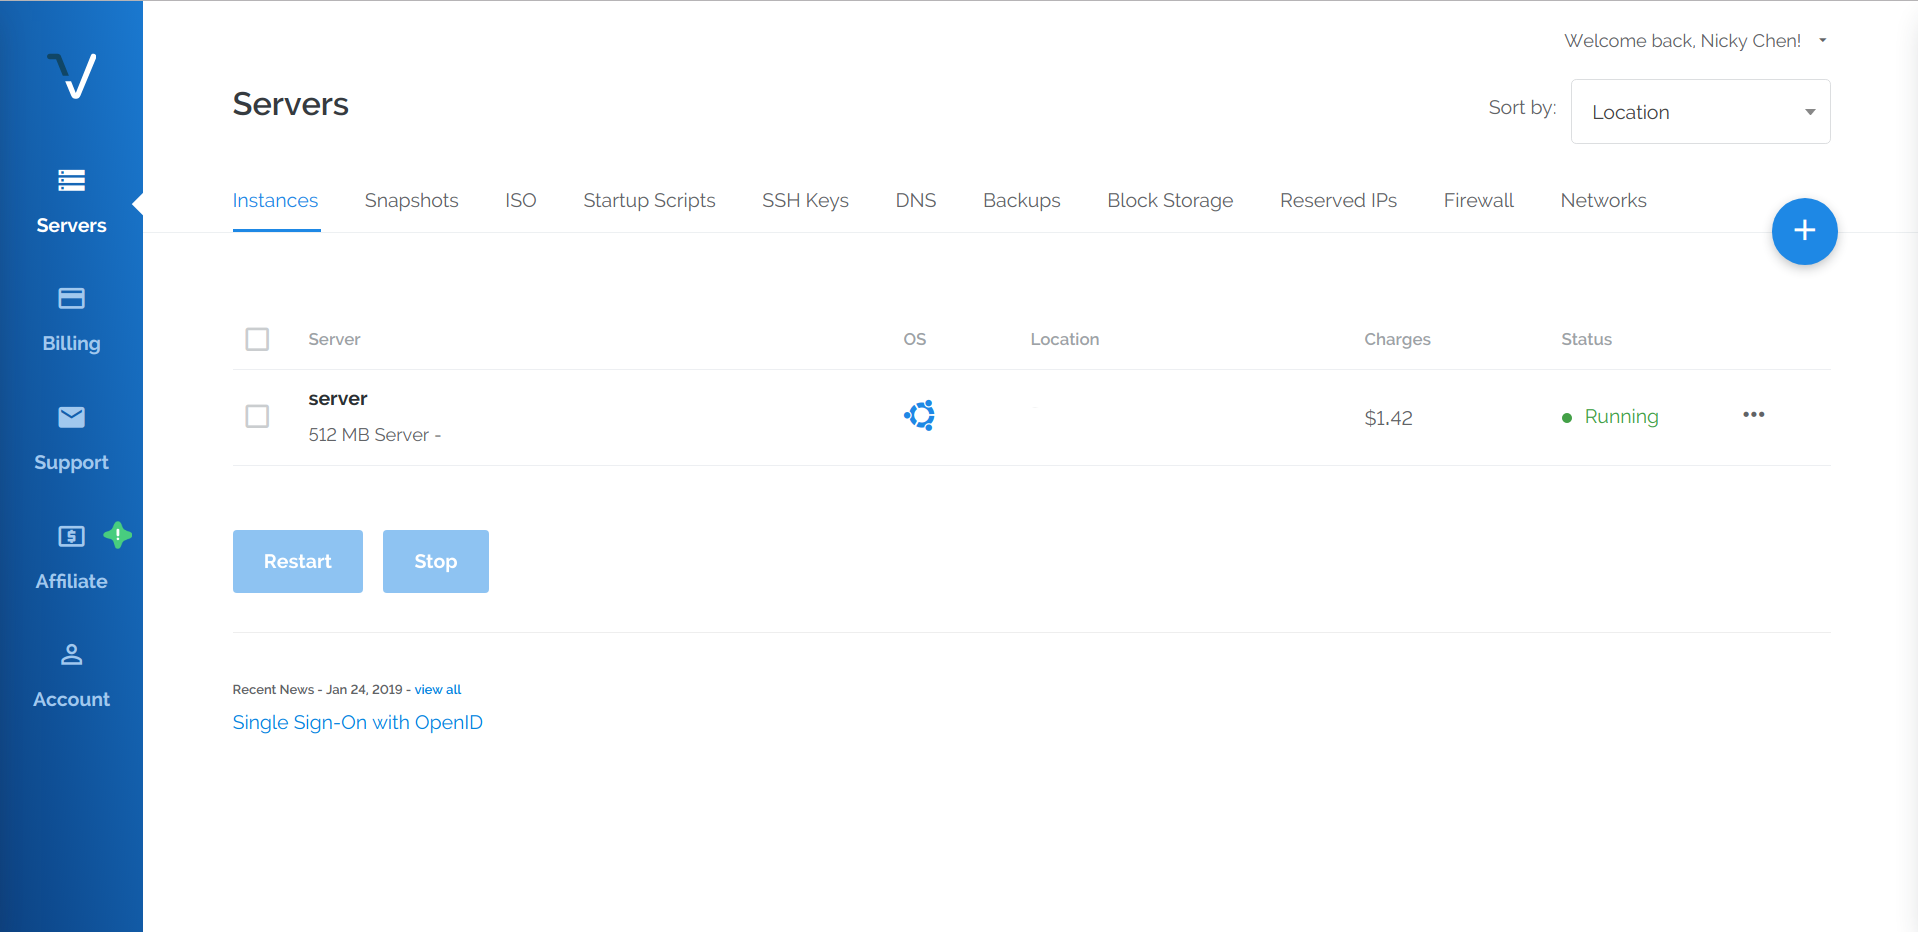 Welcome back, Nicky Chen!
Servers
Sort by: Location
Instances Snapshots ISO Startup Scripts SSH Keys DNS Backups Block Storage Reserved IPs Firewall Networks
+
Server OS Location Charges Status
server
512 MB Server -
$1.42 Running
Restart Stop
Recent News - Jan 24, 2019 - view all
Single Sign-On with OpenID
Servers
Billing
Support
Affiliate
Account